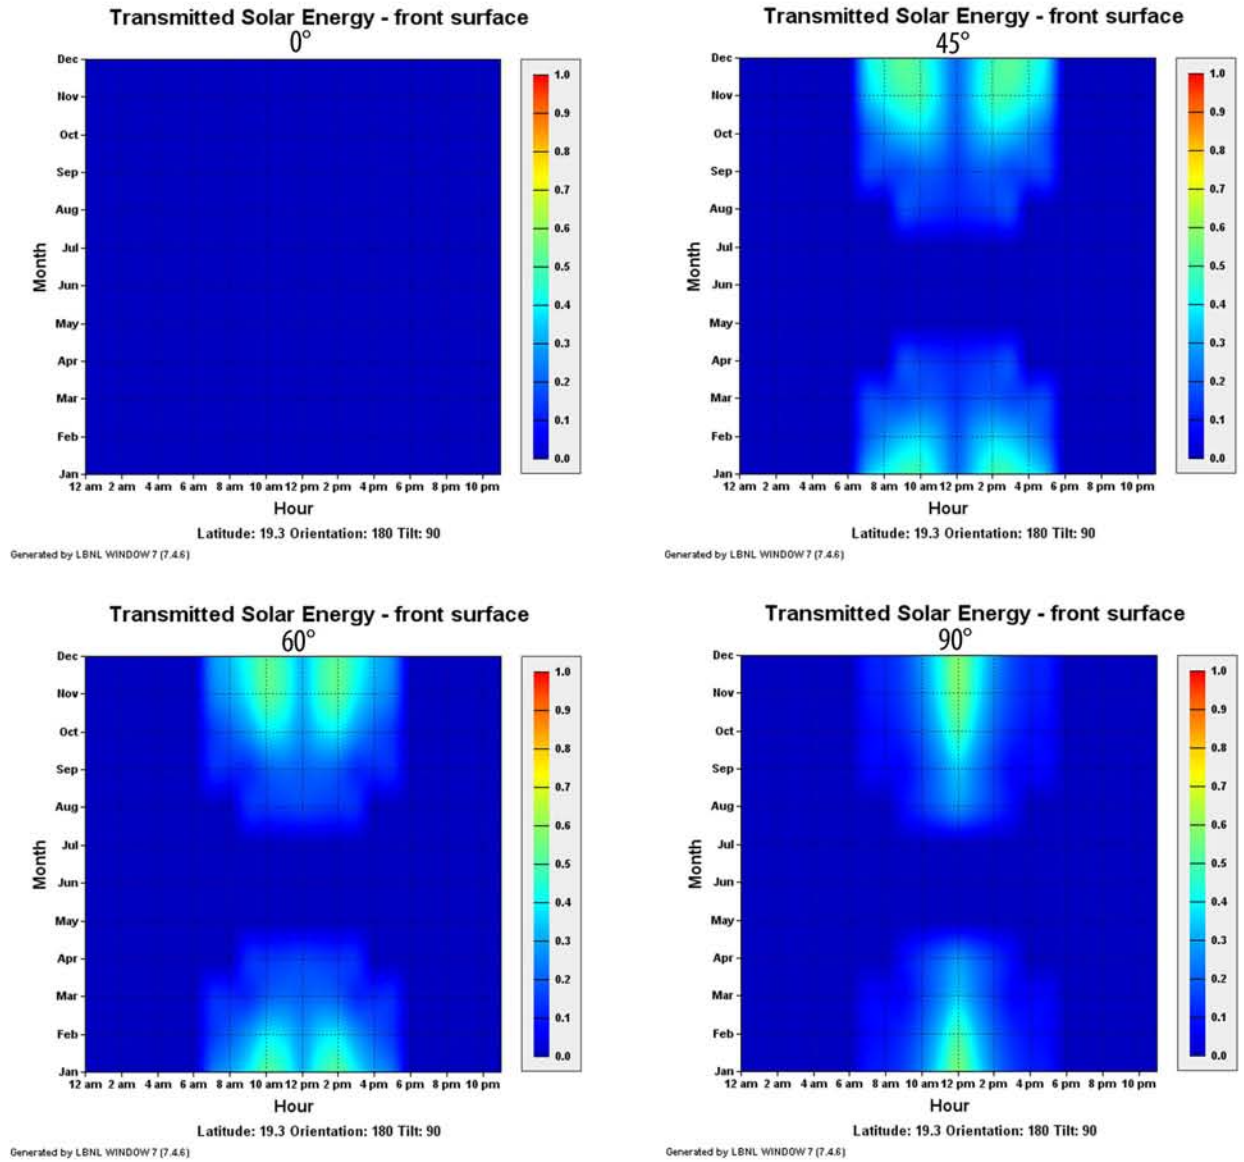 Transmitted Solar Energy - front surface
0°
Dec
Nov
Oct
Sep
Aug
Jul
Jun
May
Apr
Mar
Feb
Jan
Month
12 am 2 am 4 am 6 am 8 am 10 am 12 pm 2 pm 4 pm 6 pm 8 pm 10 pm
Hour
1.0
0.9
0.8
0.7
0.6
0.5
0.4
0.3
0.2
0.1
0.0
Latitude: 19.3 Orientation: 180 Tilt: 90
Generated by LBNL WINDOW 7 (7.4.6)
Transmitted Solar Energy - front surface
45°
Dec
Nov
Oct
Sep
Aug
Jul
Jun
May
Apr
Mar
Feb
Jan
Month
12 am 2 am 4 am 6 am 8 am 10 am 12 pm 2 pm 4 pm 6 pm 8 pm 10 pm
Hour
1.0
0.9
0.8
0.7
0.6
0.5
0.4
0.3
0.2
0.1
0.0
Latitude: 19.3 Orientation: 180 Tilt: 90
Generated by LBNL WINDOW 7 (7.4.6)
Transmitted Solar Energy - front surface
60°
Dec
Nov
Oct
Sep
Aug
Jul
Jun
May
Apr
Mar
Feb
Jan
Month
12 am 2 am 4 am 6 am 8 am 10 am 12 pm 2 pm 4 pm 6 pm 8 pm 10 pm
Hour
1.0
0.9
0.8
0.7
0.6
0.5
0.4
0.3
0.2
0.1
0.0
Latitude: 19.3 Orientation: 180 Tilt: 90
Generated by LBNL WINDOW 7 (7.4.6)
Transmitted Solar Energy - front surface
90°
Dec
Nov
Oct
Sep
Aug
Jul
Jun
May
Apr
Mar
Feb
Jan
Month
12 am 2 am 4 am 6 am 8 am 10 am 12 pm 2 pm 4 pm 6 pm 8 pm 10 pm
Hour
1.0
0.9
0.8
0.7
0.6
0.5
0.4
0.3
0.2
0.1
0.0
Latitude: 19.3 Orientation: 180 Tilt: 90
Generated by LBNL WINDOW 7 (7.4.6)